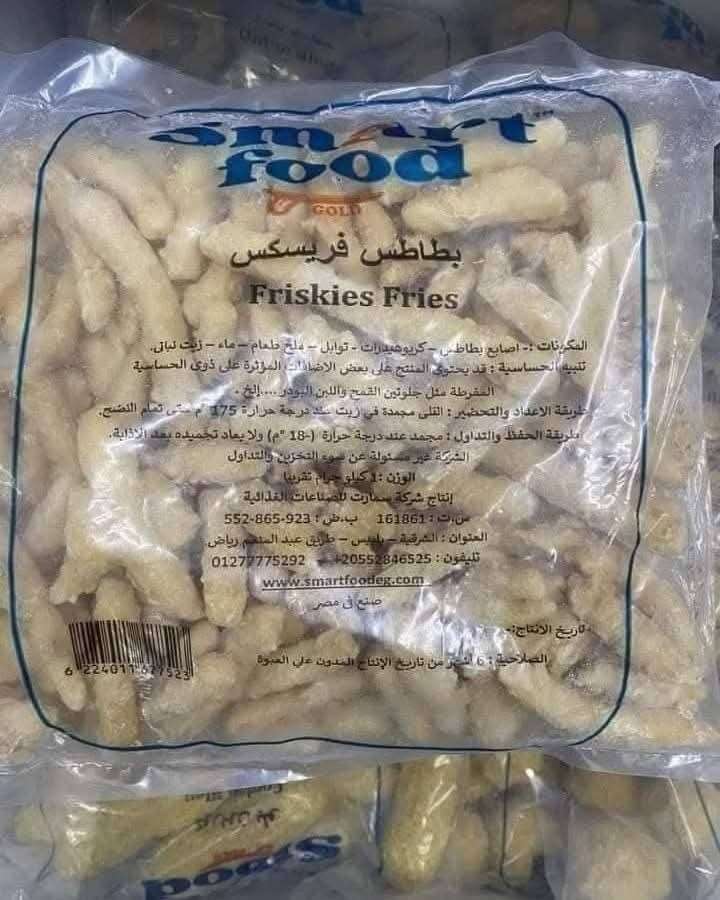 Smart
food
GOLD
بطاطس فريسكس
Friskies Fries
المكونات :- اصابع بطاطس – كربوهيدرات - توابل – ملح طعام – ماء – زيت نباتى.
تنبيه الحساسية : قد يحتوى المنتج على بعض الاضافات المؤثرة على ذوى الحساسية
المفرطة مثل جلوتين القمح واللبن البودر....إلخ .
طريقة الاعداد والتحضير : القلى مجمدة فى زيت عند درجة حرارة 175 °م حتى تمام النضج.
طريقة الحفظ والتداول : مجمد عند درجة حرارة (-18 °م) ولا يعاد تجميده بعد الاذابة.
الشركة غير مسئولة عن سوء التخزين والتداول
الوزن :1 كيلو جرام تقريبا
إنتاج شركة سمارت للصناعات الغذائية
س.ت : 161861 ب.ض : 923-865-552
العنوان : الشرقية – بلبيس – طريق عبد المنعم رياض
تليفون : 20552846525+ – 01277775292
www.smartfoodeg.com
صنع فى مصر
تاريخ الانتاج:-
الصلاحية : 6 أشهر من تاريخ الإنتاج المدون علي العبوة
6 224011 627523
food